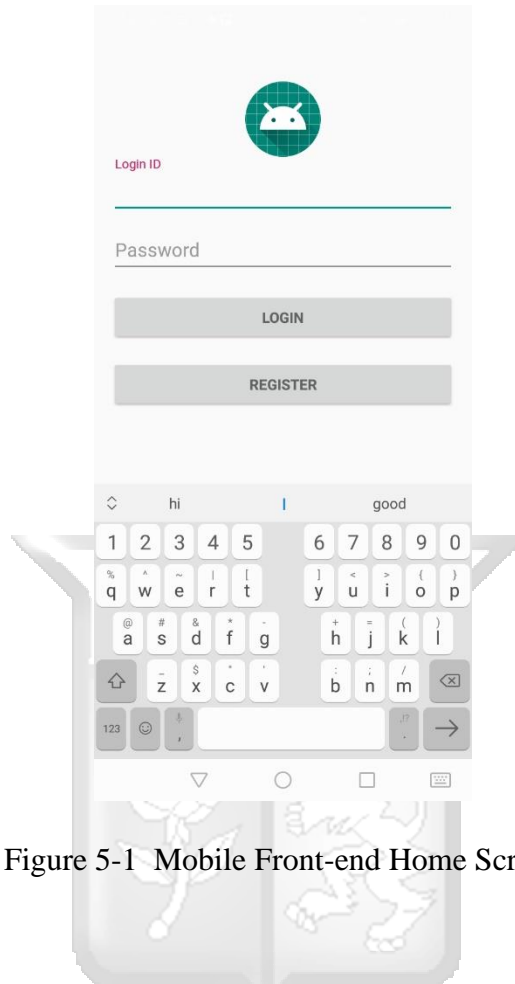 Login ID
Password
LOGIN
REGISTER
hi I good
1 2 3 4 5 6 7 8 9 0
% ^ ~ | [ ] < > { }
q w e r t y u i o p
@ # & * - + = ( )
a s d f g h j k l
_ $ " ' : ; /
z x c v b n m
123 , ,!? .
Figure 5-1 Mobile Front-end Home Scr